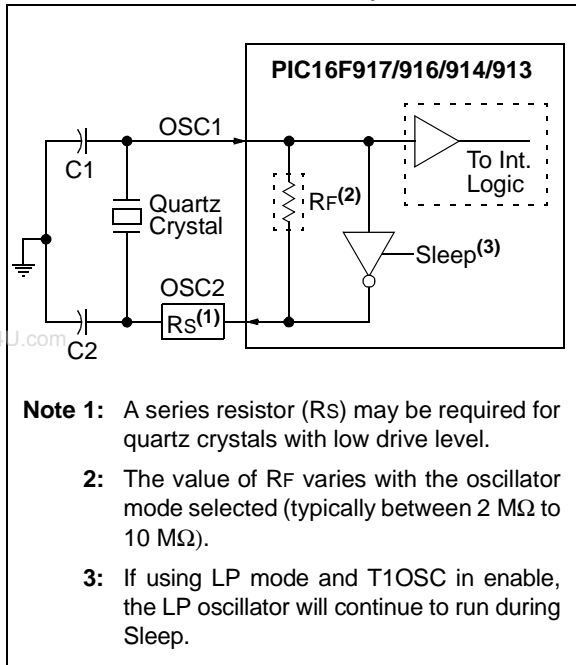 PIC16F917/916/914/913
OSC1
C1
To Int.
Logic
Quartz
Crystal
RF(2)
Sleep(3)
OSC2
RS(1)
4U.com
C2
Note 1: A series resistor (RS) may be required for
quartz crystals with low drive level.
2: The value of RF varies with the oscillator
mode selected (typically between 2 MΩ to
10 MΩ).
3: If using LP mode and T1OSC in enable,
the LP oscillator will continue to run during
Sleep.